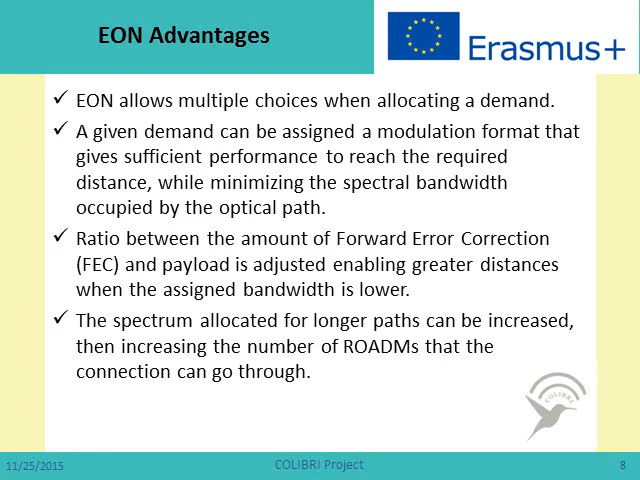 EON Advantages
Erasmus+
✓ EON allows multiple choices when allocating a demand.
✓ A given demand can be assigned a modulation format that
gives sufficient performance to reach the required
distance, while minimizing the spectral bandwidth
occupied by the optical path.
✓ Ratio between the amount of Forward Error Correction
(FEC) and payload is adjusted enabling greater distances
when the assigned bandwidth is lower.
✓ The spectrum allocated for longer paths can be increased,
then increasing the number of ROADMs that the
connection can go through.
COLIBRI
11/25/2015
COLIBRI Project
8